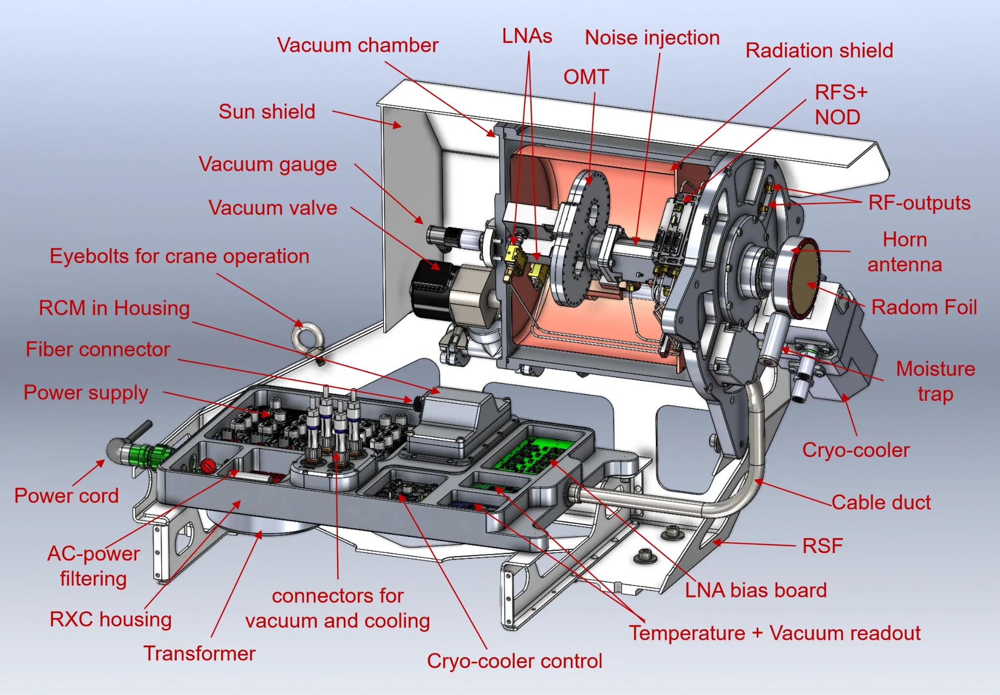 LNAs
Noise injection
Vacuum chamber
Radiation shield
OMT
RFS+
NOD
Sun shield
Vacuum gauge
Vacuum valve
RF-outputs
Horn
antenna
Eyebolts for crane operation
RCM in Housing
Radom Foil
Fiber connector
Moisture
trap
Power supply
Cryo-cooler
Power cord
Cable duct
RSF
AC-power
filtering
LNA bias board
connectors for
vacuum and cooling
RXC housing
Temperature + Vacuum readout
Transformer
Cryo-cooler control